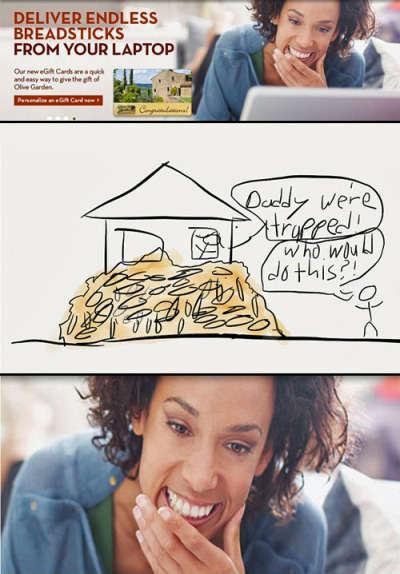 DELIVER ENDLESS
BREADSTICKS
FROM YOUR LAPTOP
Our new eGift Cards are a quick
and easy way to give the gift of
Olive Garden.
Personalize an eGift Card now >
Congratulations!
Daddy we're
trapped!
who would
do this?!